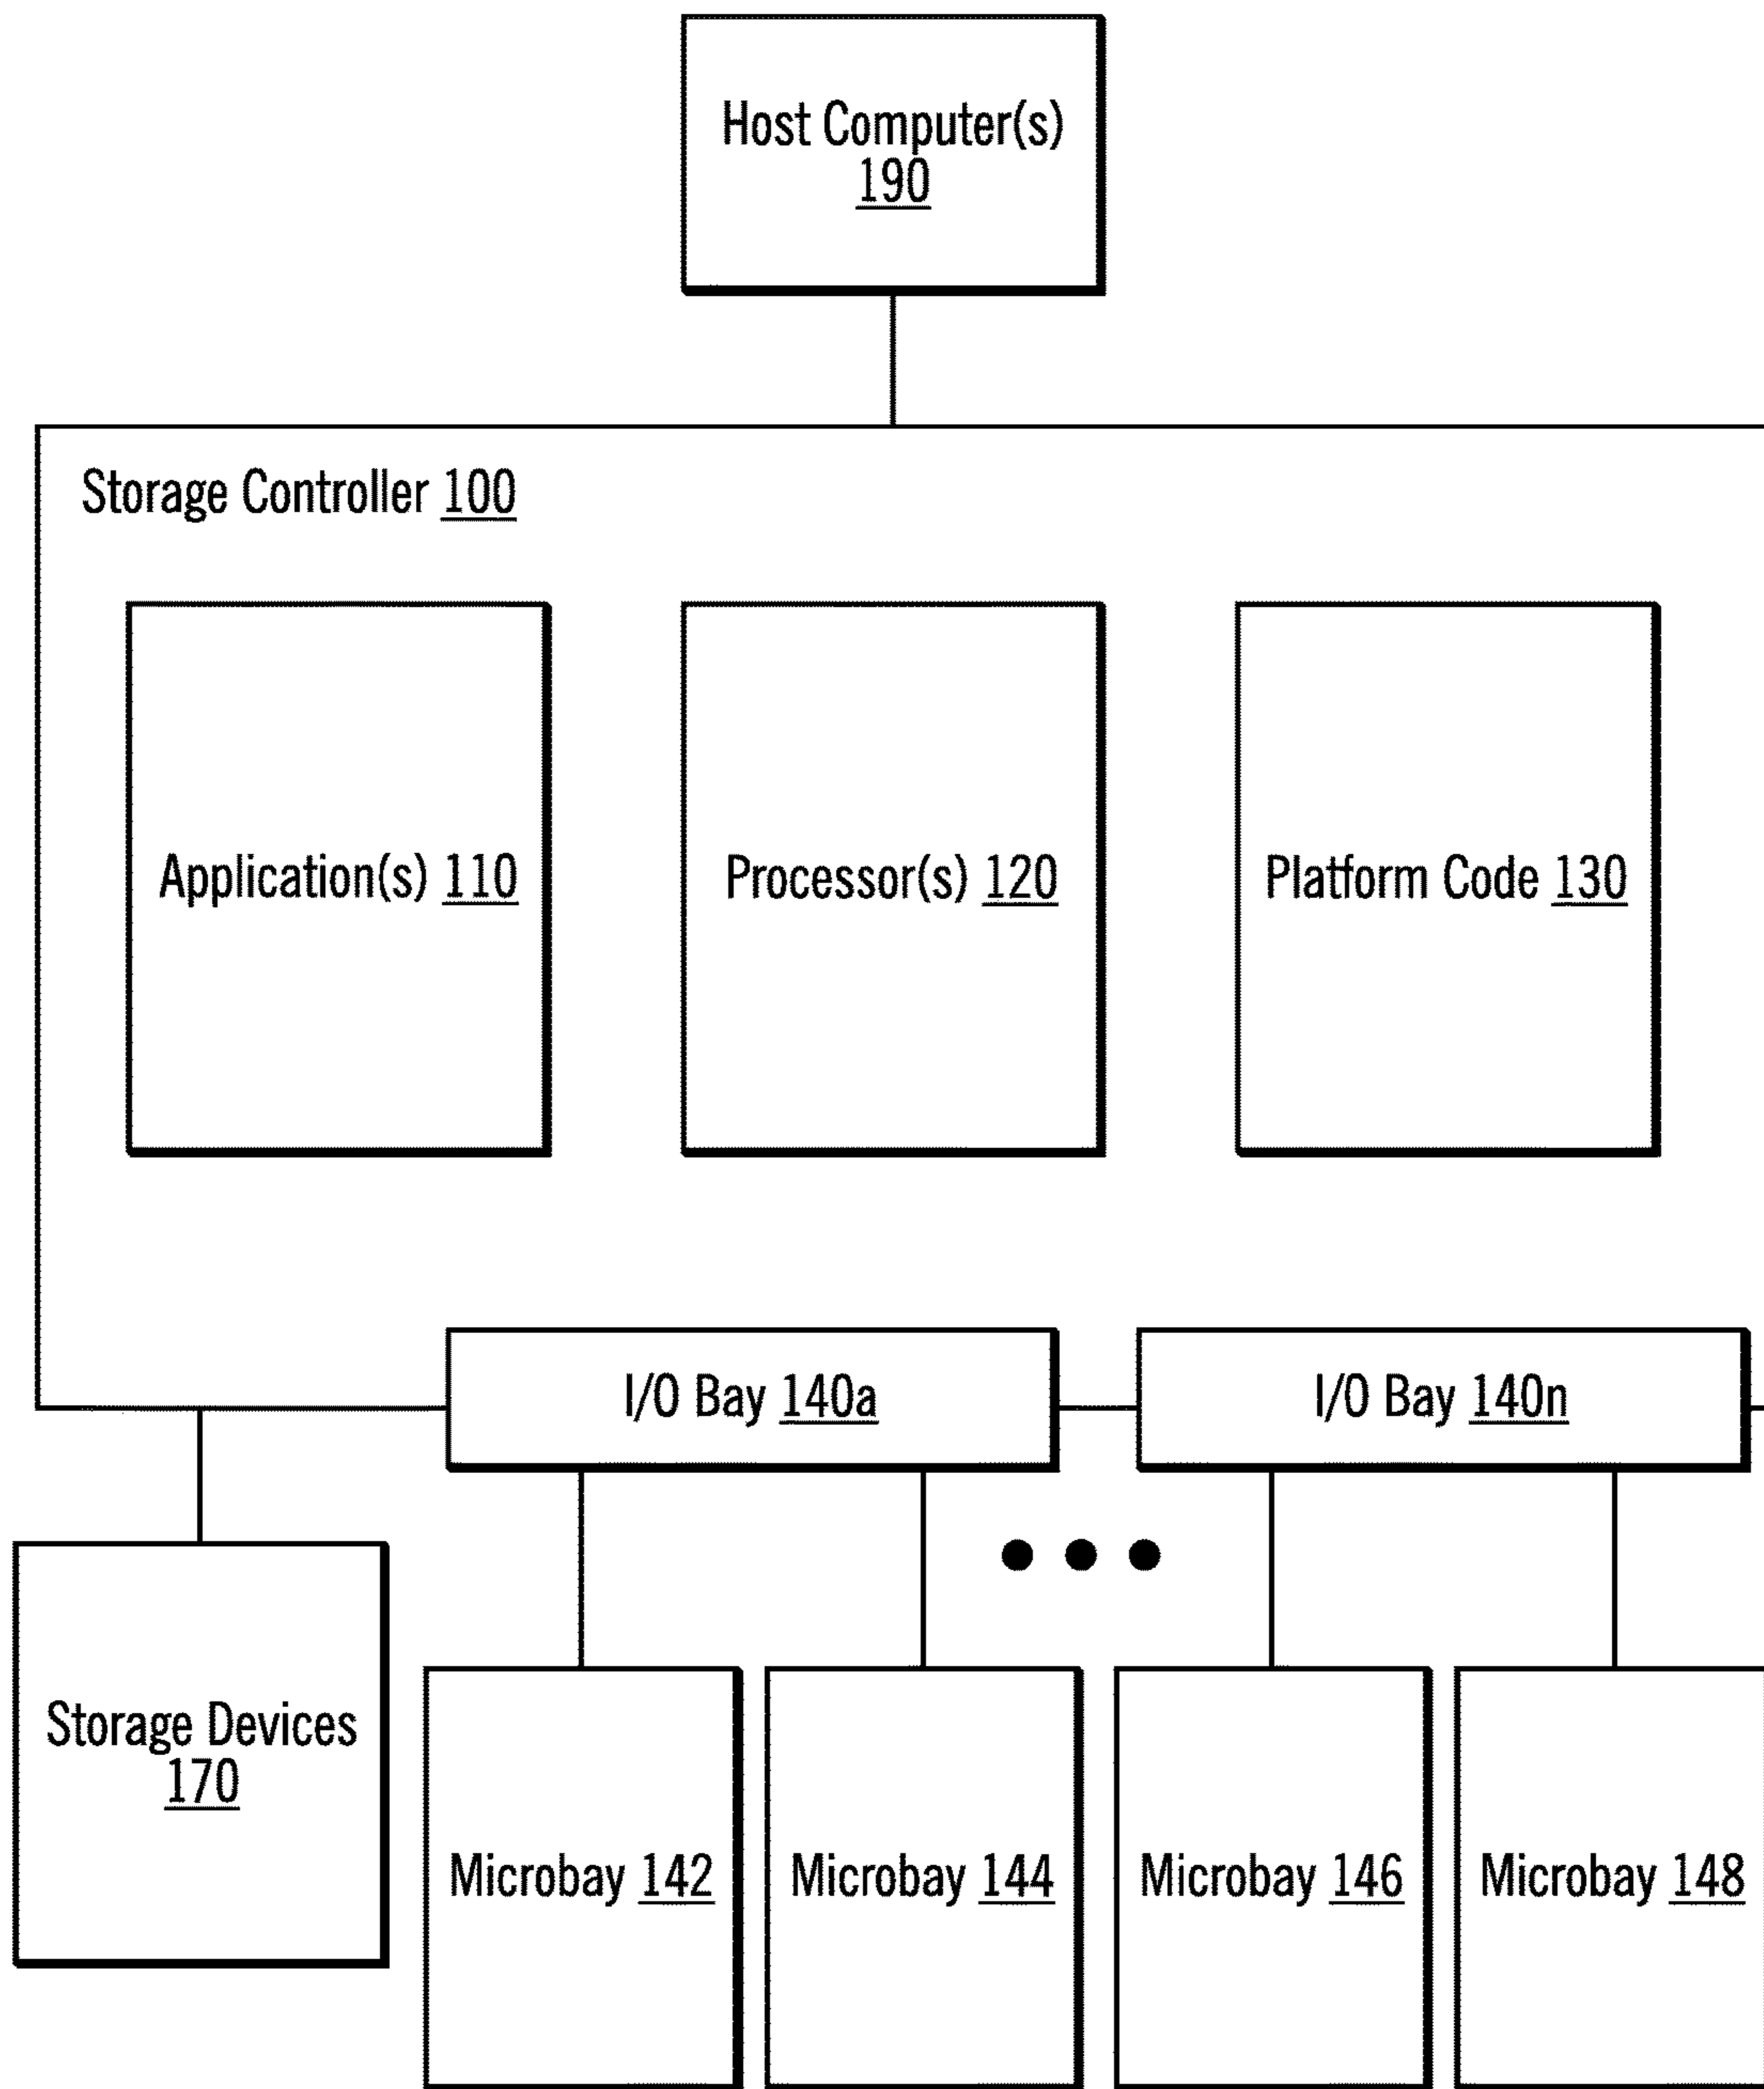 Host Computer(s)
190
Storage Controller 100
Application(s) 110
Processor(s) 120
Platform Code 130
I/O Bay 140a
I/O Bay 140n
Storage Devices
170
Microbay 142
Microbay 144
Microbay 146
Microbay 148